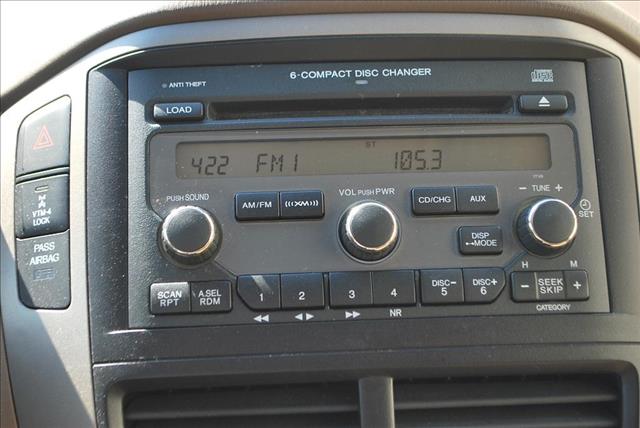 6-COMPACT DISC CHANGER
ANTI THEFT
LOAD
ST
422 FM1 105.3
PUSH SOUND
AM/FM
XM
VOL PUSH PWR
CD/CHG
AUX
− TUNE +
SET
DISP
MODE
SCAN
RPT
A.SEL
RDM
1
2
3
4
DISC−
5
DISC+
6
H
M
−
SEEK
SKIP
+
CATEGORY
NR
VTM-4
LOCK
PASS
AIRBAG